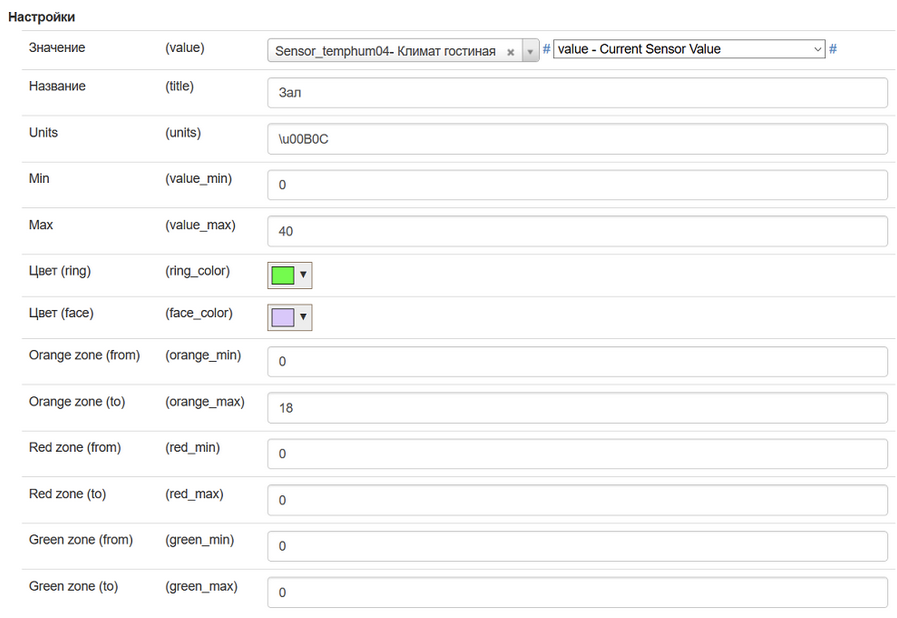 Настройки
Значение (value) Sensor_temphum04- Климат гостиная × ▼ # value - Current Sensor Value #
Название (title) Зал
Units (units) \u00B0C
Min (value_min) 0
Max (value_max) 40
Цвет (ring) (ring_color) ▼
Цвет (face) (face_color) ▼
Orange zone (from) (orange_min) 0
Orange zone (to) (orange_max) 18
Red zone (from) (red_min) 0
Red zone (to) (red_max) 0
Green zone (from) (green_min) 0
Green zone (to) (green_max) 0